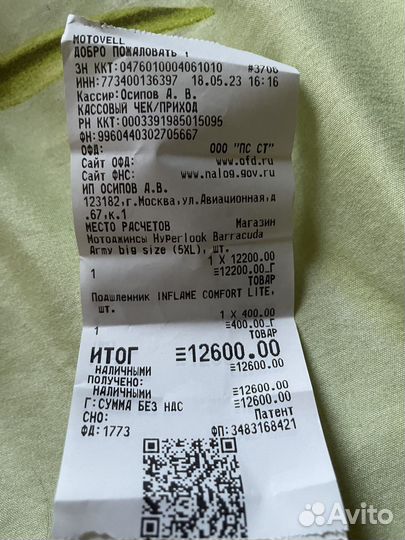 MOTOVELL
ДОБРО ПОЖАЛОВАТЬ !
ЗН ККТ:0476010004061010 #3706
ИНН:773400136397 18.05.23 16:16
Кассир:Осипов А. В.
КАССОВЫЙ ЧЕК/ПРИХОД
РН ККТ:0003391985015095
ФН:9960440302705667
ОФД: ООО "ПС СТ"
Сайт ОФД: www.ofd.ru
Сайт ФНС: www.nalog.gov.ru
ИП ОСИПОВ А.В.
123182,г.Москва,ул.Авиационная,д
.67,к.1
МЕСТО РАСЧЕТОВ Магазин
Мотоджинсы HyPerlook Barracuda
Army big size (5XL), шт.
1 X 12200.00
1 ≡12200.00_Г
ТОВАР
Подшлемник INFLAME COMFORT LITE,
шт.
1 X 400.00
1 ≡400.00_Г
ТОВАР
ИТОГ ≡12600.00
НАЛИЧНЫМИ ≡12600.00
ПОЛУЧЕНО:
НАЛИЧНЫМИ ≡12600.00
Г:СУММА БЕЗ НДС ≡12600.00
СНО: Патент
ФД:1773 ФП:3483168421
Avito